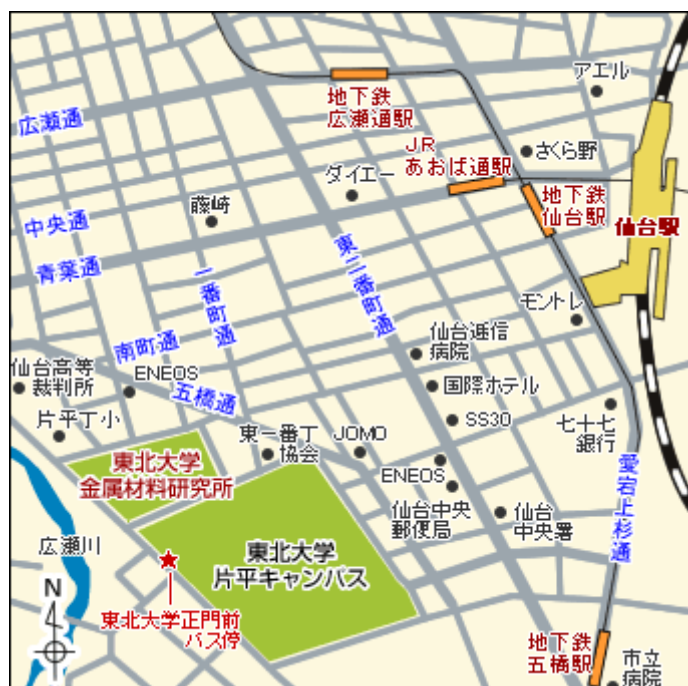 アエル
地下鉄
広瀬通駅
広瀬通
JR
あおば通駅
さくら野
ダイエー
地下鉄
仙台駅
藤崎
仙台駅
中央通
青葉通
東二番町通
一番町通
モントレ
南町通
仙台逓信
病院
仙台高等
裁判所
ENEOS
五橋通
国際ホテル
SS30
片平丁小
東一番丁
協会
JOMO
七十七
銀行
東北大学
金属材料研究所
ENEOS
愛宕上杉通
仙台中央
郵便局
仙台
中央署
広瀬川
東北大学
片平キャンパス
N
東北大学正門前
バス停
地下鉄
五橋駅
市立
病院